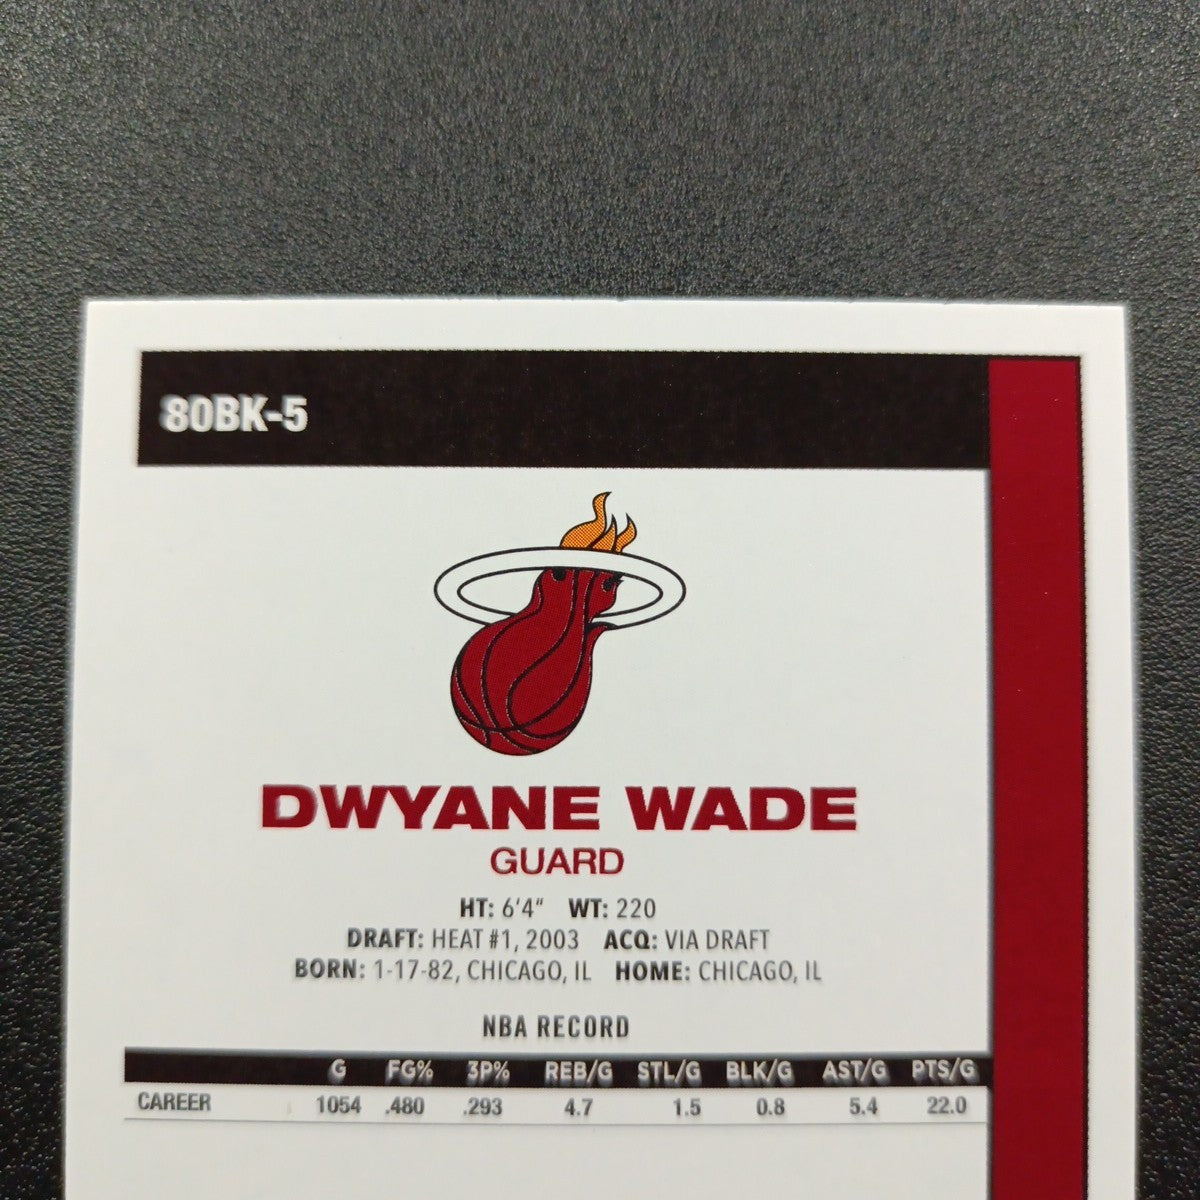 80BK-5
DWYANE WADE
GUARD
HT: 6'4" WT: 220
DRAFT: HEAT #1, 2003 ACQ: VIA DRAFT
BORN: 1-17-82, CHICAGO, IL HOME: CHICAGO, IL
NBA RECORD
G FG% 3P% REB/G STL/G BLK/G AST/G PTS/G
CAREER 1054 .480 .293 4.7 1.5 0.8 5.4 22.0